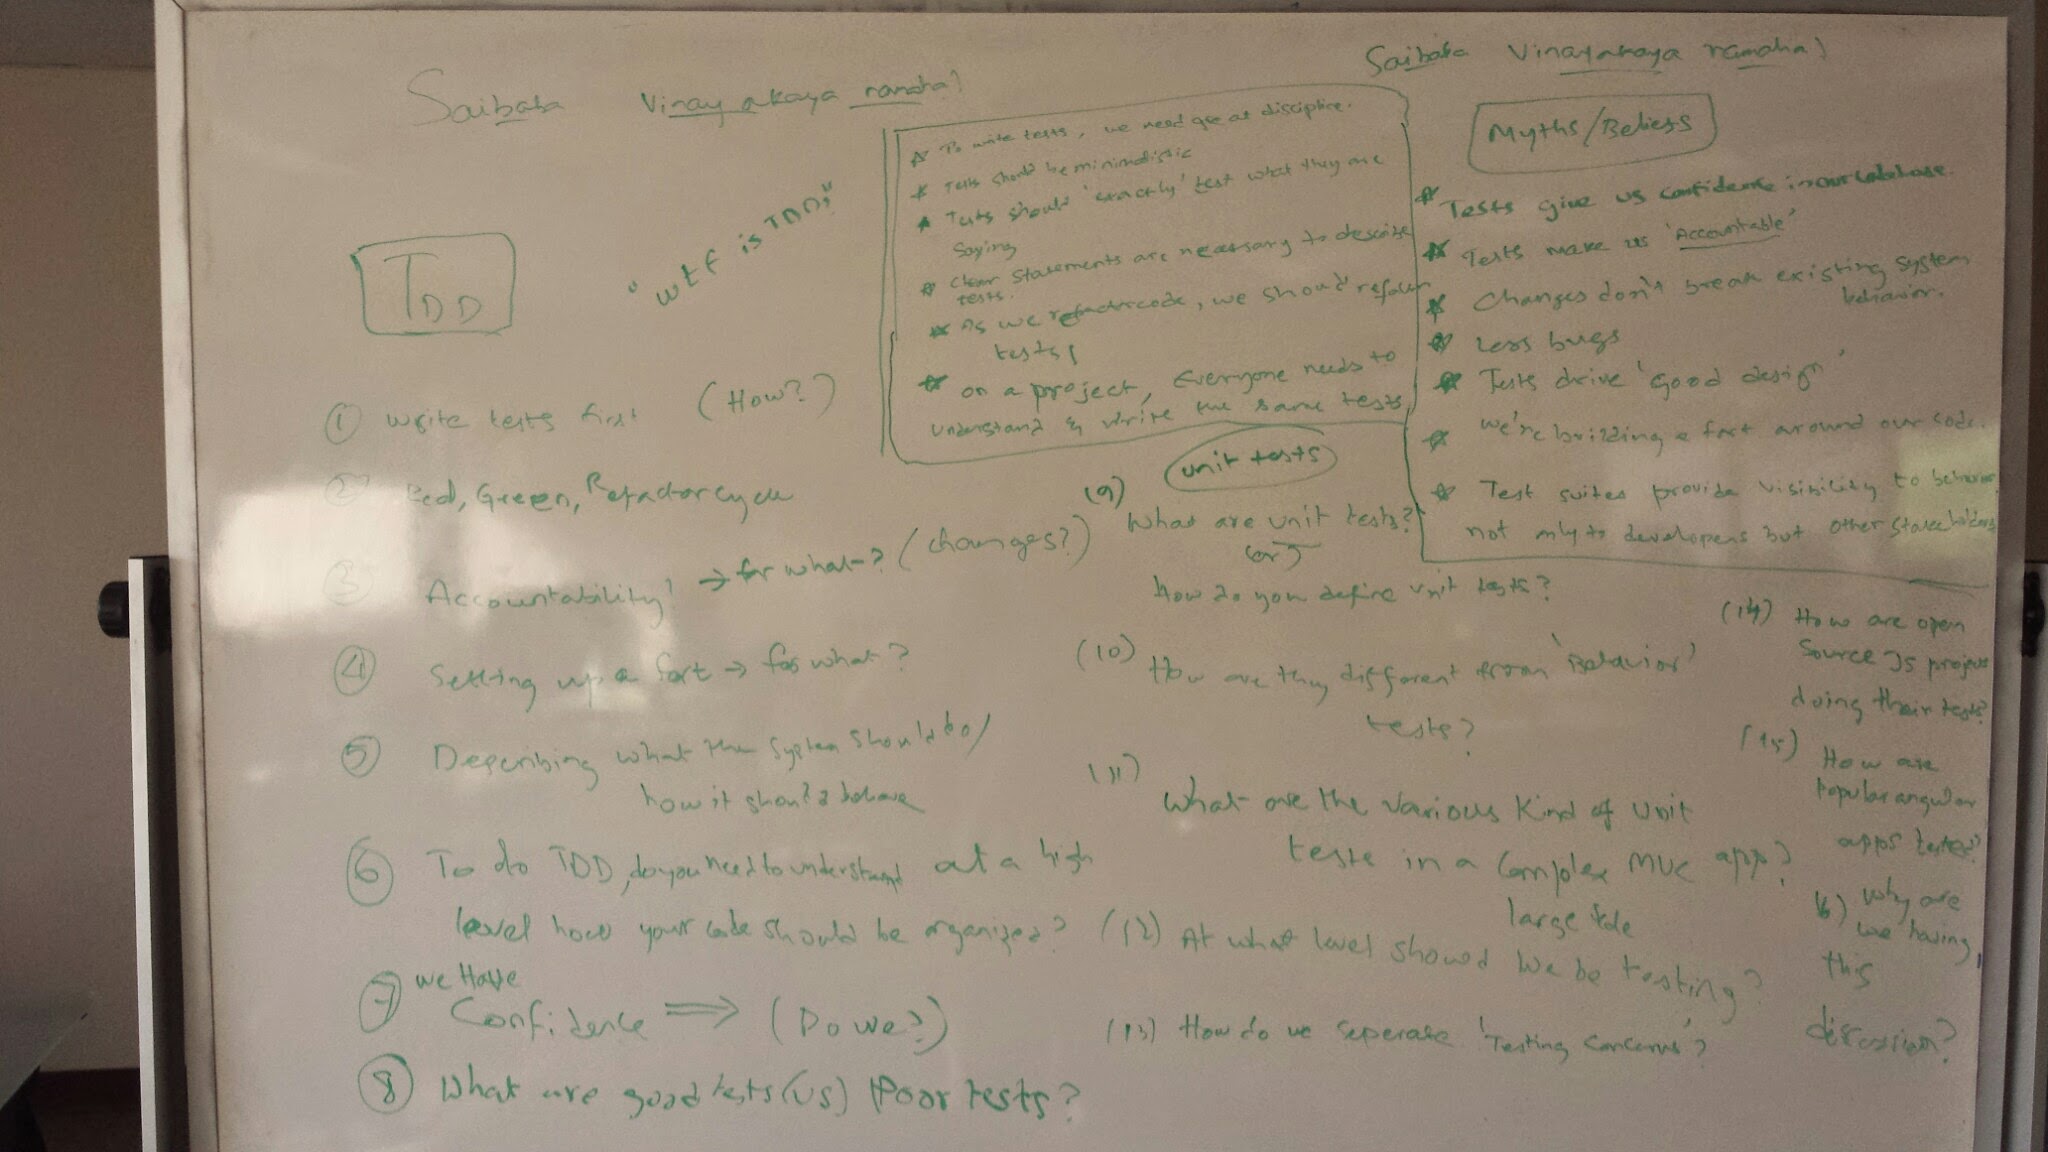 Saibaba Vinayakaya namaha)
Saibaba Vinayakaya namaha)
TDD
"wtf is TDD?"
* To write tests, we need great discipline.
* Tests should be minimalistic
* Tests should 'exactly' test what they are
saying
* Clear statements are necessary to describe
tests.
* As we refactor code, we should refactor
tests
* on a project, Everyone needs to
understand & write the same tests
Myths/Beliefs
* Tests give us confidence in our codebase.
* Tests make us 'Accountable'
* Changes don't break existing system
behavior.
* Less bugs
* Tests drive 'good design'
* we're building a fort around our code.
* Test suites provide visibility to behavior
not only to developers but other stakeholders
① Write tests first (How?)
② Red, Green, Refactor cycle
③ Accountability! → for what? (changes?)
④ Setting up a fort → for what?
⑤ Describing what the system should do/
how it should behave
⑥ To do TDD, do you need to understand at a high
level how your code should be organized?
⑦ we Have
Confidence ⟹ (Do we?)
⑧ What are good tests (vs) Poor tests?
unit tests
(9) What are unit tests?
(or)
How do you define unit tests?
(10) How are they different from 'Behavior'
tests?
(11) What are the various kind of unit
tests in a complex MVC app?
large
(12) At what level should we be testing?
(13) How do we seperate 'Testing concerns'?
(14) How are open
source JS projects
doing their tests?
(15) How are
popular angular
apps tested?
16) why are
we having
this
discussion?